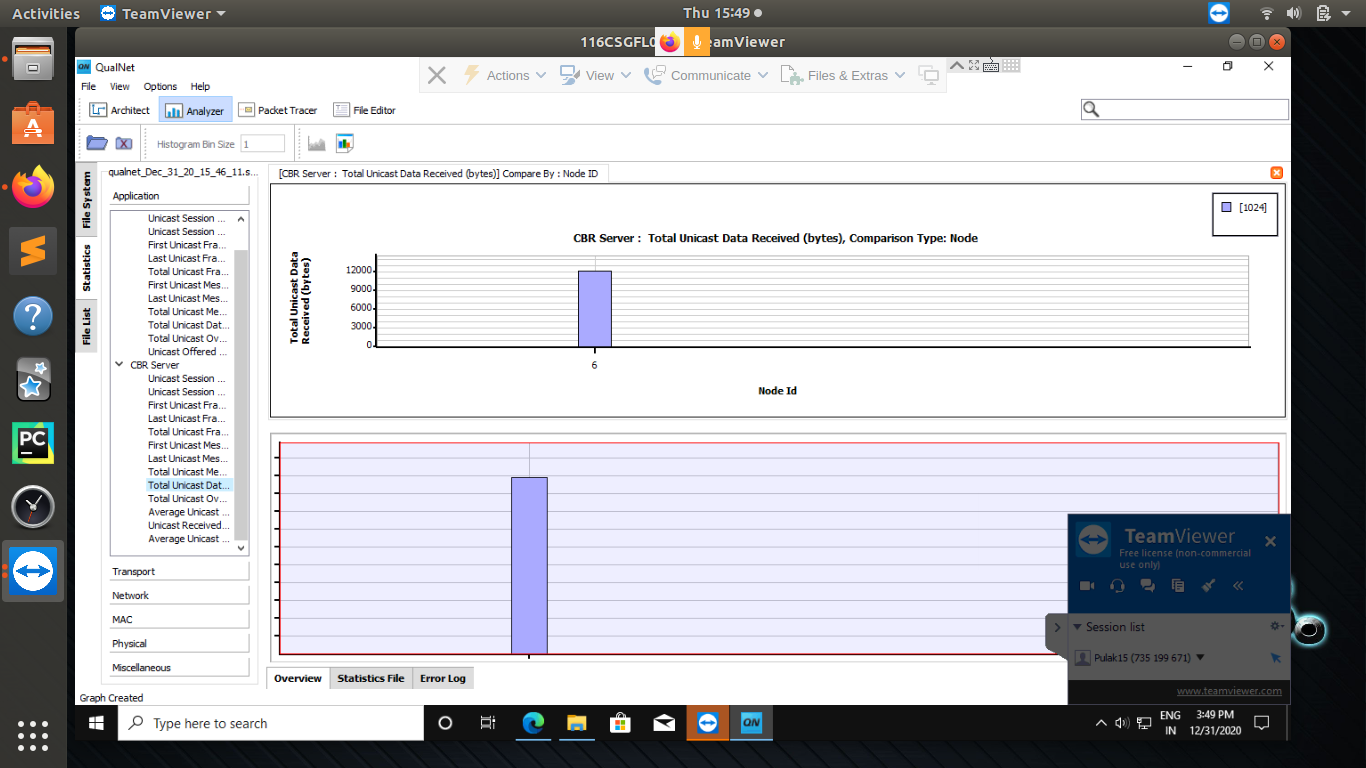 Activities TeamViewer Thu 15:49
116CSGFL0 eamViewer
QualNet
Actions View Communicate Files & Extras
File View Options Help
Architect Analyzer Packet Tracer File Editor
Histogram Bin Size 1
File System
Statistics
File List
qualnet_Dec_31_20_15_46_11.s...
Application
Unicast Session ...
Unicast Session ...
First Unicast Fra...
Last Unicast Fra...
Total Unicast Fra...
First Unicast Mes...
Last Unicast Mes...
Total Unicast Me...
Total Unicast Dat...
Total Unicast Ov...
Unicast Offered ...
CBR Server
Unicast Session ...
Unicast Session ...
First Unicast Fra...
Last Unicast Fra...
Total Unicast Fra...
First Unicast Mes...
Last Unicast Mes...
Total Unicast Me...
Total Unicast Dat...
Total Unicast Ov...
Average Unicast ...
Unicast Received...
Average Unicast ...
Transport
Network
MAC
Physical
Miscellaneous
Graph Created
[CBR Server : Total Unicast Data Received (bytes)] Compare By : Node ID
[1024]
CBR Server : Total Unicast Data Received (bytes), Comparison Type: Node
Total Unicast Data
Received (bytes)
12000
9000
6000
3000
0
6
Node Id
TeamViewer
Free license (non-commercial
use only)
Session list
Pulak15 (735 199 671)
www.teamviewer.com
Overview Statistics File Error Log
Type here to search
QN
ENG
IN
3:49 PM
12/31/2020
PC